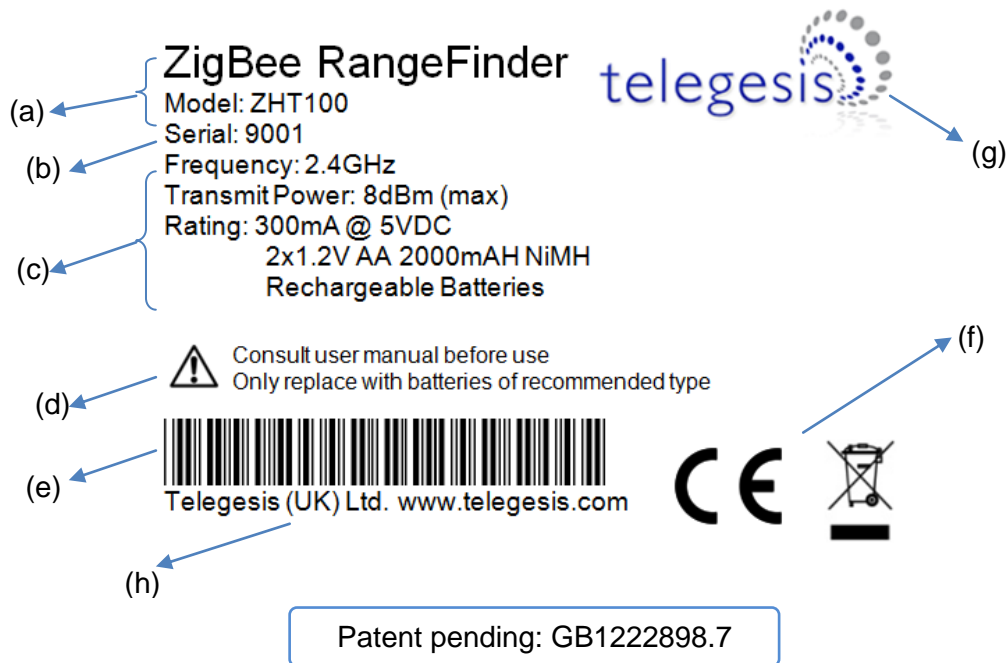 ZigBee RangeFinder
telegesis
(a)
Model: ZHT100
Serial: 9001
(b)
Frequency: 2.4GHz
(g)
Transmit Power: 8dBm (max)
Rating: 300mA @ 5VDC
2x1.2V AA 2000mAH NiMH
(c)
Rechargeable Batteries
(f)
Consult user manual before use
Only replace with batteries of recommended type
(d)
(e)
CE
Telegesis (UK) Ltd. www.telegesis.com
(h)
Patent pending: GB1222898.7